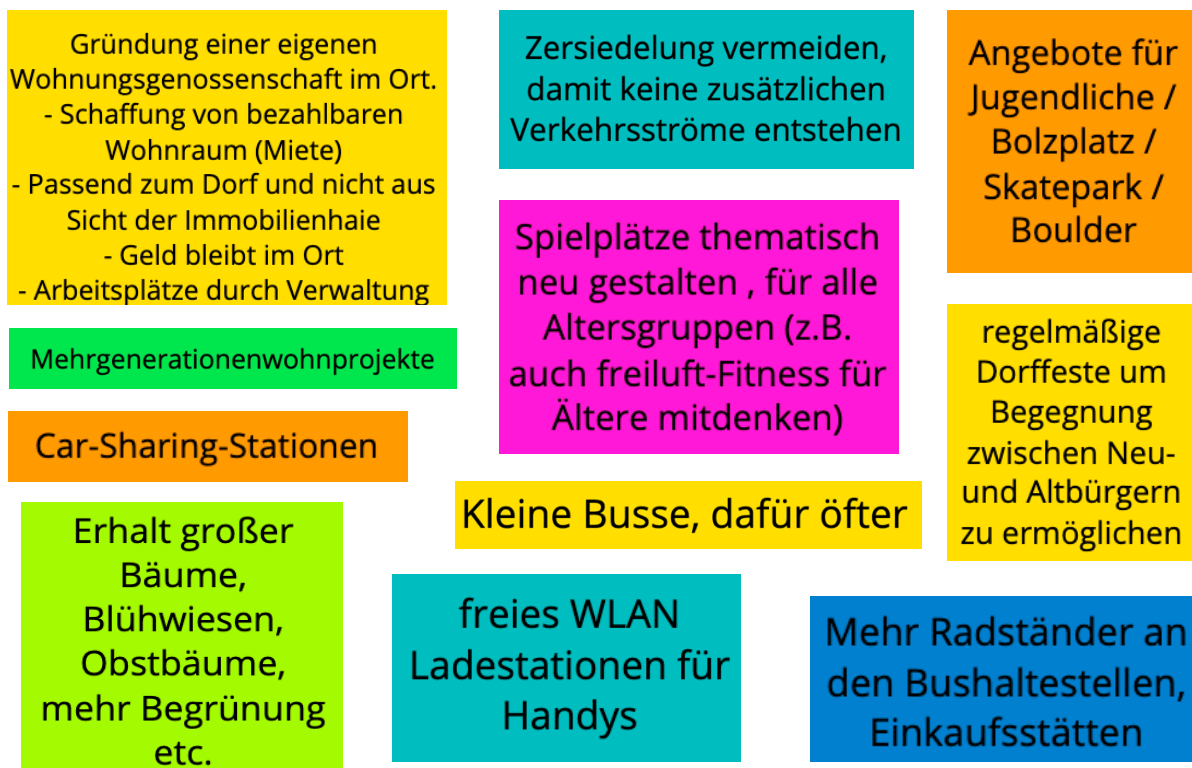 Gründung einer eigenen
Wohnungsgenossenschaft im Ort.
- Schaffung von bezahlbaren
Wohnraum (Miete)
- Passend zum Dorf und nicht aus
Sicht der Immobilienhaie
- Geld bleibt im Ort
- Arbeitsplätze durch Verwaltung
Zersiedelung vermeiden,
damit keine zusätzlichen
Verkehrsströme entstehen
Angebote für
Jugendliche /
Bolzplatz /
Skatepark /
Boulder
Spielplätze thematisch
neu gestalten , für alle
Altersgruppen (z.B.
auch freiluft-Fitness für
Ältere mitdenken)
regelmäßige
Dorffeste um
Begegnung
zwischen Neu-
und Altbürgern
zu ermöglichen
Mehrgenerationenwohnprojekte
Car-Sharing-Stationen
Kleine Busse, dafür öfter
Erhalt großer
Bäume,
Blühwiesen,
Obstbäume,
mehr Begrünung
etc.
freies WLAN
Ladestationen für
Handys
Mehr Radständer an
den Bushaltestellen,
Einkaufsstätten